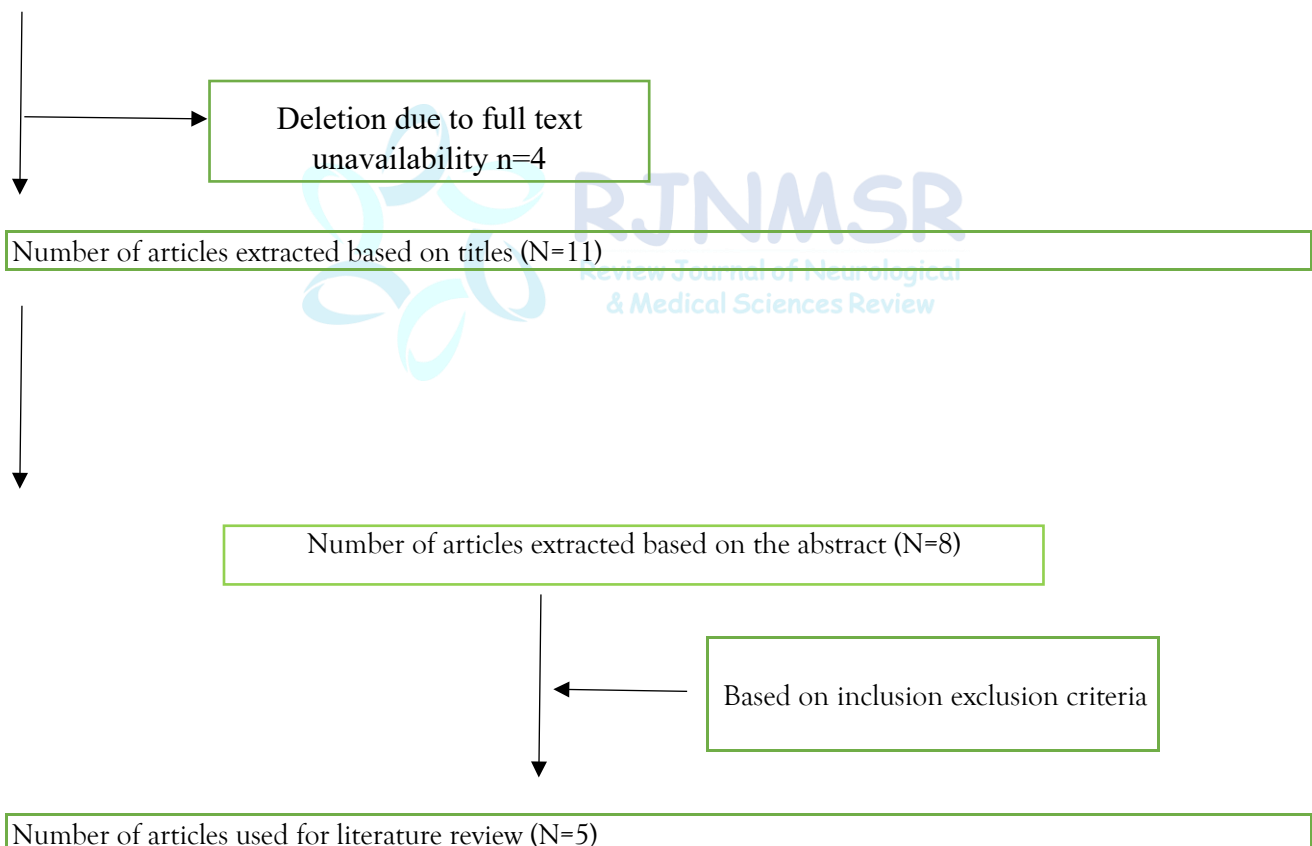 Deletion due to full text
unavailability n=4
RJNMSR
Number of articles extracted based on titles (N=11)
Review Journal of Neurological
& Medical Sciences Review
Number of articles extracted based on the abstract (N=8)
Based on inclusion exclusion criteria
Number of articles used for literature review (N=5)